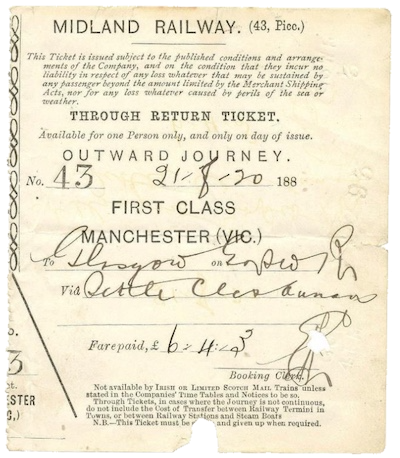 MIDLAND RAILWAY. (43, Picc.)
This Ticket is issued subject to the published conditions and arrange-
ments of the Company, and on the condition that they incur no
liability in respect of any loss whatever that may be sustained by
any passenger beyond the amount limited by the Merchant Shipping
Acts, nor for any loss whatever caused by perils of the sea or
weather.
THROUGH RETURN TICKET.
Available for one Person only, and only on day of issue.
OUTWARD JOURNEY.
No. 43 21-8-20 188
FIRST CLASS
MANCHESTER (VIC.)
To Glasgow on
Via Settle
Farepaid, £ 6-4-3
Booking Clerk.
Not available by IRISH or LIMITED SCOTCH MAIL Trains unless
stated in the Companies' Time Tables and Notices to be so.
Through Tickets, in cases where the Journey is not continuous,
do not include the Cost of Transfer between Railway Termini in
Towns, or between Railway Stations and Steam Boats
N.B.—This Ticket must be and given up when required.
3
ESTER